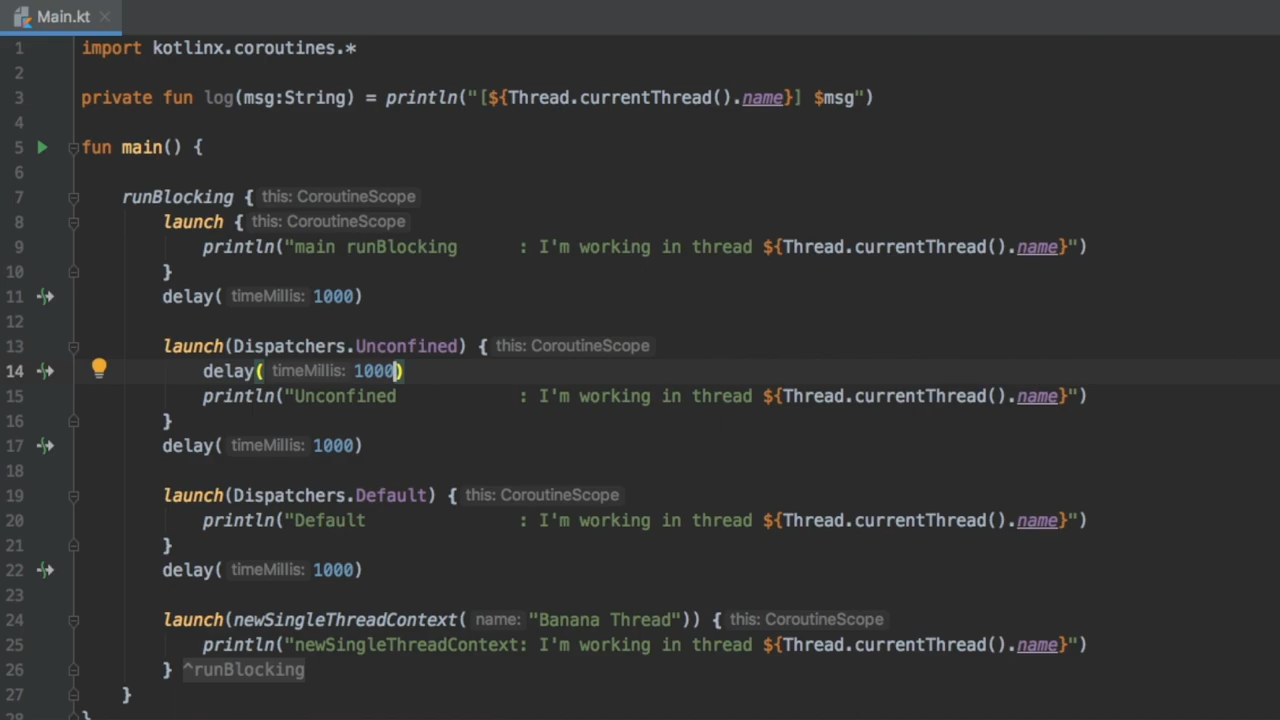 Main.kt
1 import kotlinx.coroutines.*
2
3 private fun log(msg:String) = println("[${Thread.currentThread().name}] $msg")
4
5 fun main() {
6
7     runBlocking { this: CoroutineScope
8         launch { this: CoroutineScope
9             println("main runBlocking      : I'm working in thread ${Thread.currentThread().name}")
10         }
11         delay( timeMillis: 1000)
12
13         launch(Dispatchers.Unconfined) { this: CoroutineScope
14             delay( timeMillis: 1000)
15             println("Unconfined            : I'm working in thread ${Thread.currentThread().name}")
16         }
17         delay( timeMillis: 1000)
18
19         launch(Dispatchers.Default) { this: CoroutineScope
20             println("Default               : I'm working in thread ${Thread.currentThread().name}")
21         }
22         delay( timeMillis: 1000)
23
24         launch(newSingleThreadContext( name: "Banana Thread")) { this: CoroutineScope
25             println("newSingleThreadContext: I'm working in thread ${Thread.currentThread().name}")
26         } ^runBlocking
27     }
28 }